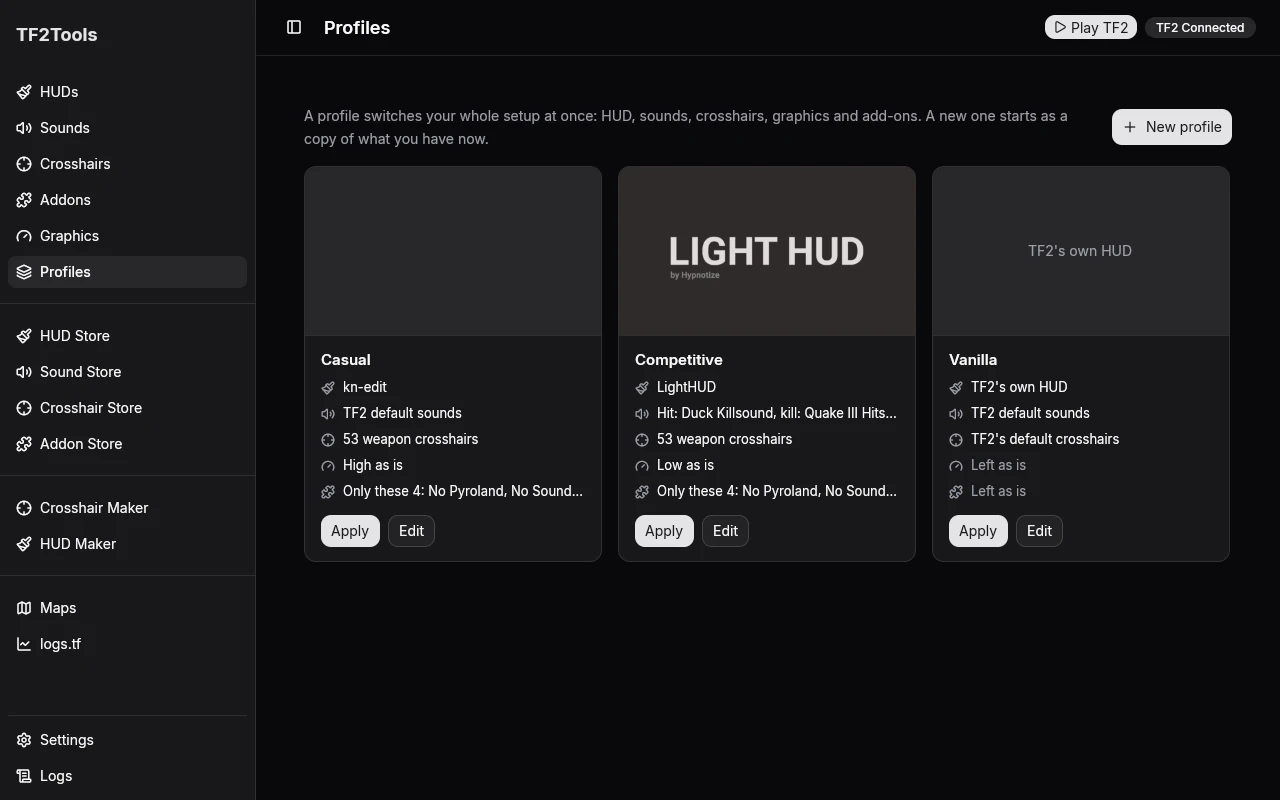 TF2Tools
HUDs
Sounds
Crosshairs
Addons
Graphics
Profiles
HUD Store
Sound Store
Crosshair Store
Addon Store
Crosshair Maker
HUD Maker
Maps
logs.tf
Settings
Logs
Profiles
Play TF2
TF2 Connected
A profile switches your whole setup at once: HUD, sounds, crosshairs, graphics and add-ons. A new one starts as a
copy of what you have now.
New profile
Casual
kn-edit
TF2 default sounds
53 weapon crosshairs
High as is
Only these 4: No Pyroland, No Sound...
Apply
Edit
LIGHT HUD
by Hypnotize
Competitive
LightHUD
Hit: Duck Killsound, kill: Quake III Hits...
53 weapon crosshairs
Low as is
Only these 4: No Pyroland, No Sound...
Apply
Edit
TF2's own HUD
Vanilla
TF2's own HUD
TF2 default sounds
TF2's default crosshairs
Left as is
Left as is
Apply
Edit